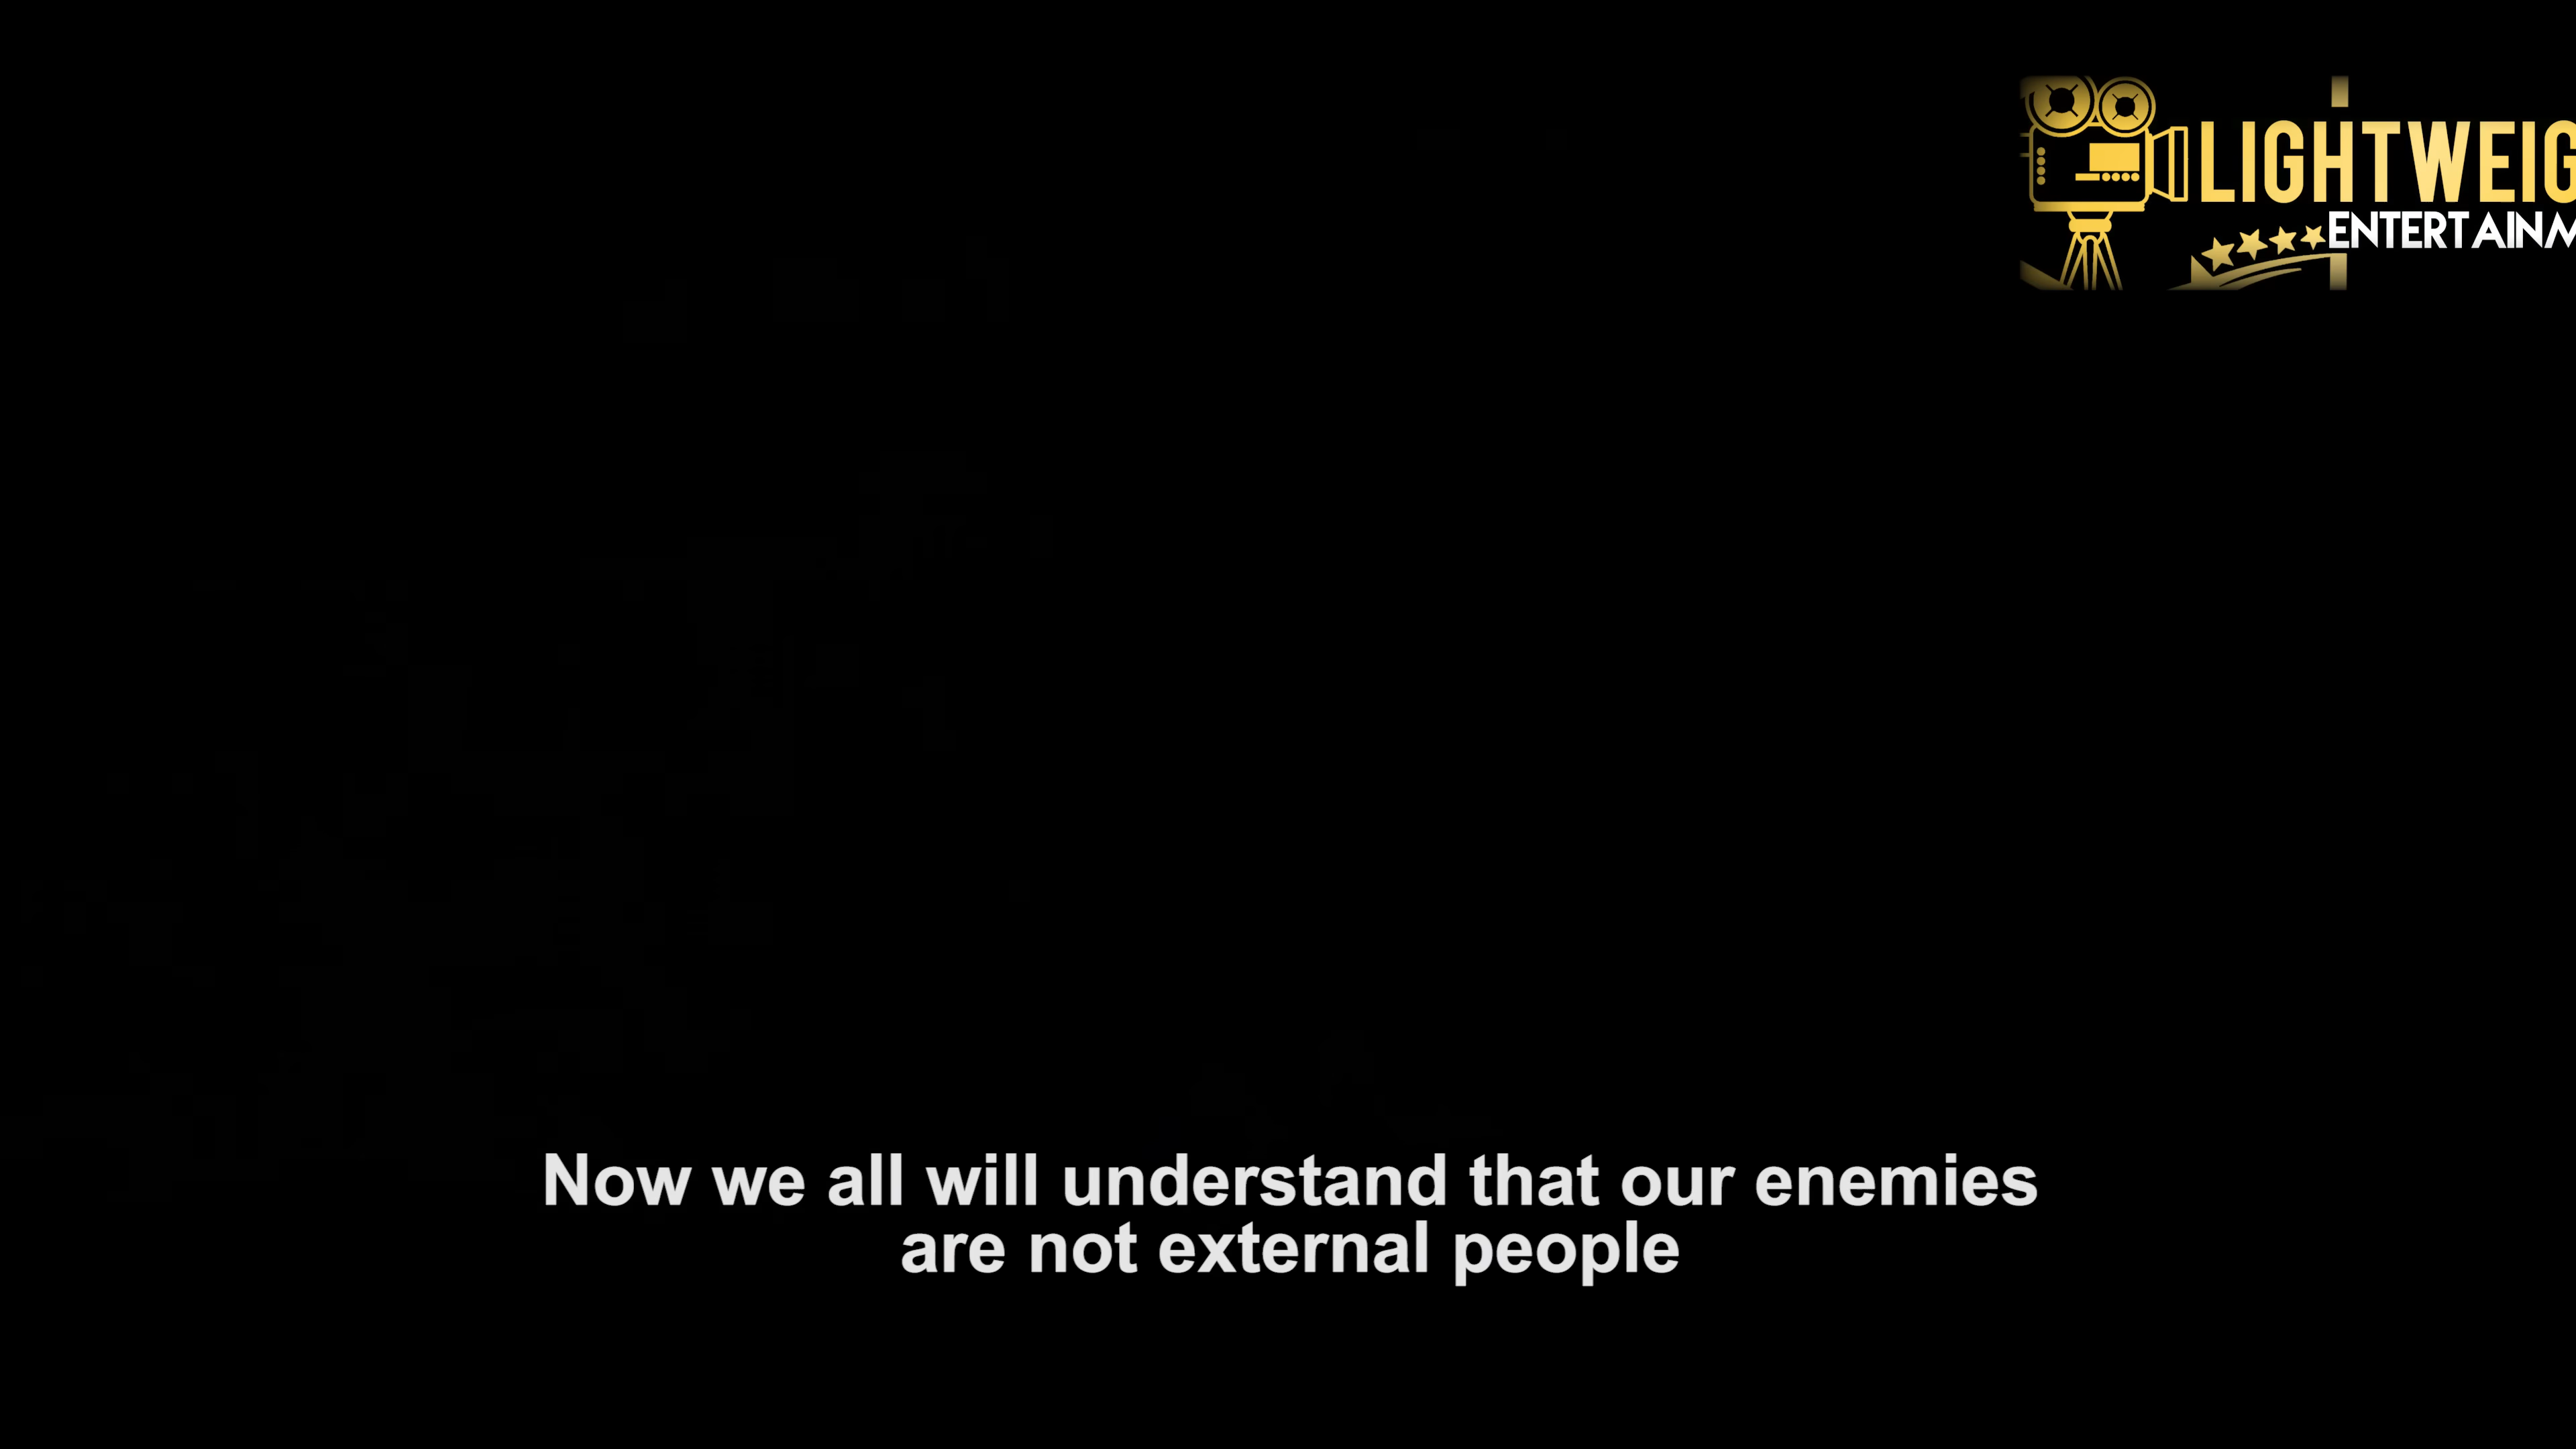 LIGHTWEIG
ENTERTAINM
Now we all will understand that our enemies
are not external people